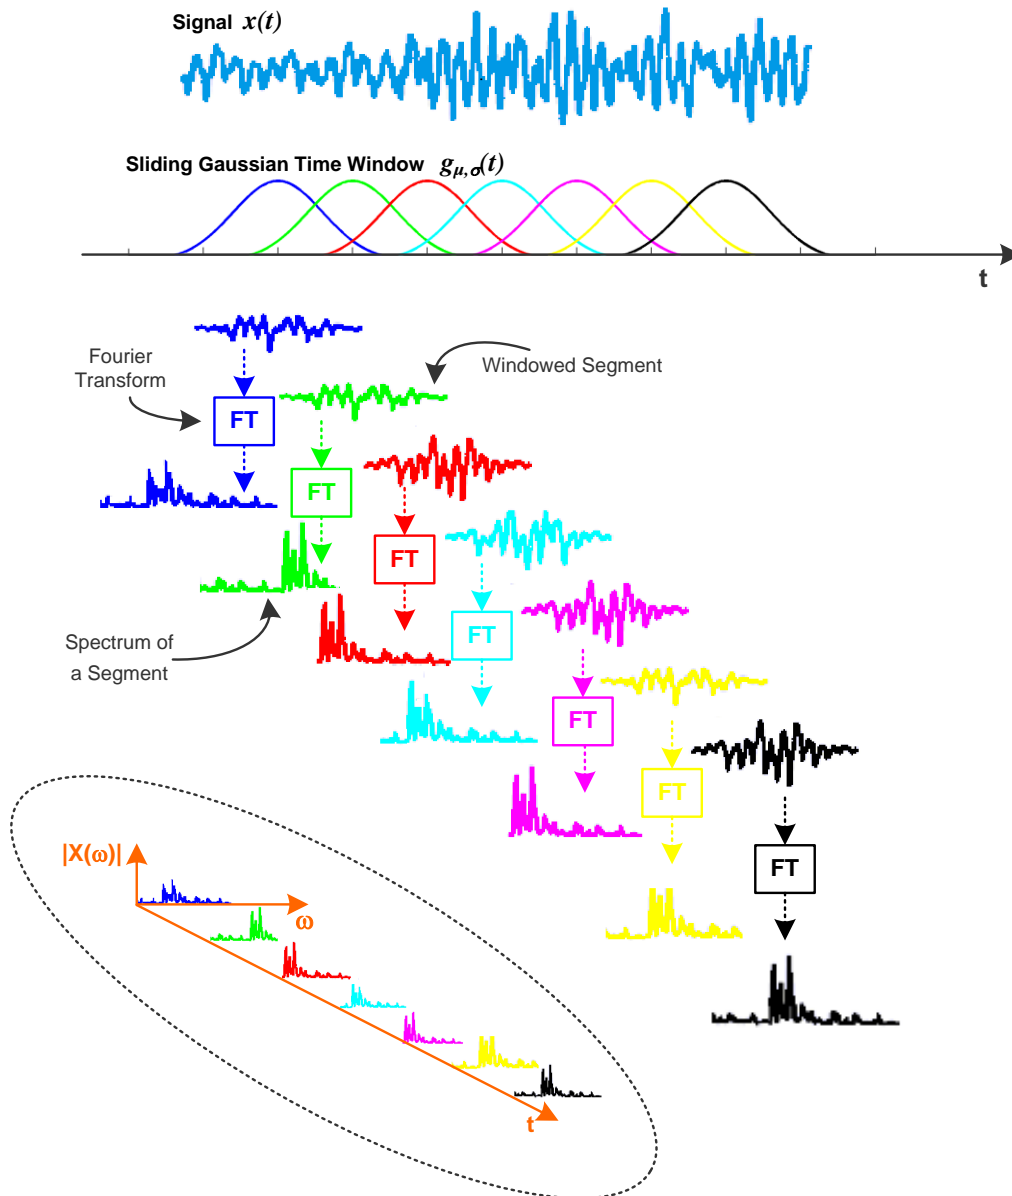 Signal x(t)
Sliding Gaussian Time Window gμ,σ(t)
t
Fourier
Transform
Windowed Segment
FT
FT
FT
FT
FT
FT
FT
Spectrum of
a Segment
|X(ω)|
ω
t